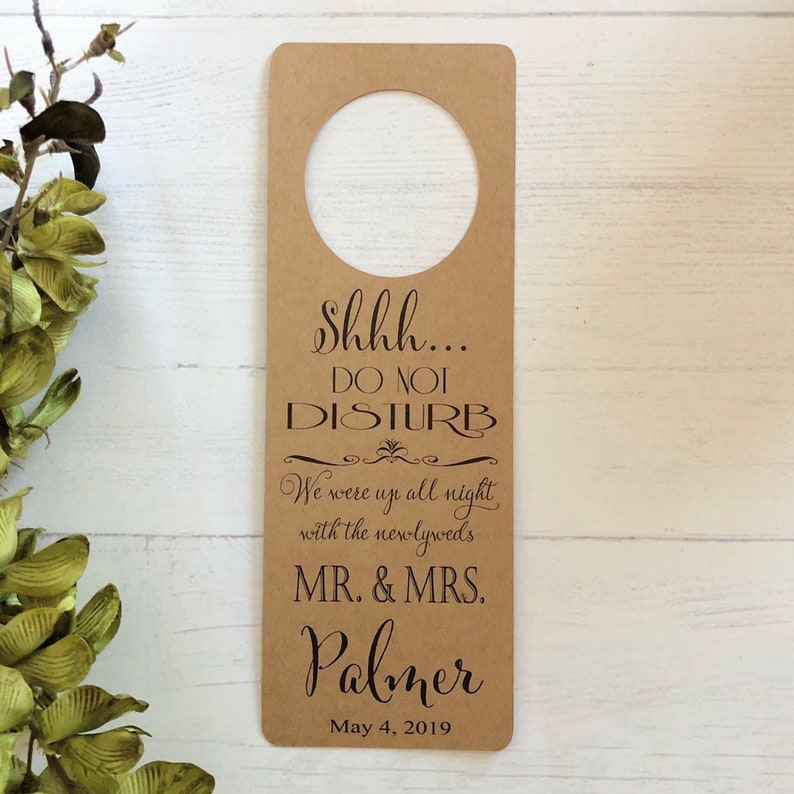 Shhh...
DO NOT
DISTURB
We were up all night
with the newlyweds
MR. & MRS.
Palmer
May 4, 2019